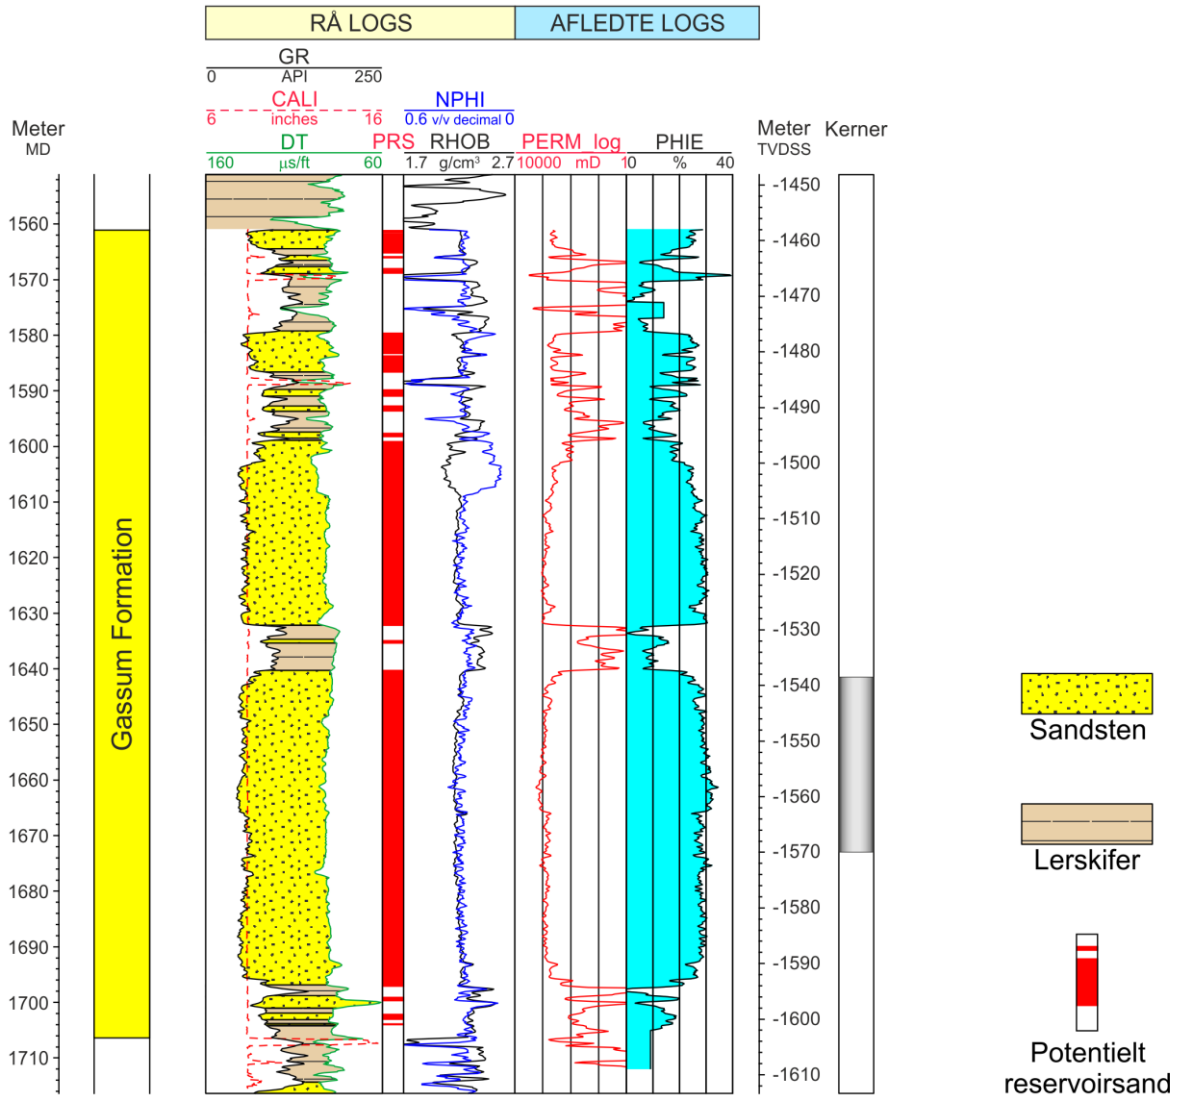 RÅ LOGS AFLEDTE LOGS
GR
0 API 250
CALI NPHI
6 inches 16 0.6 v/v decimal 0
Meter DT PRS RHOB PERM_log PHIE Meter Kerner
MD 160 µs/ft 60 1.7 g/cm³ 2.7 10000 mD 1 0 % 40 TVDSS
-1450
1560
-1460
1570
-1470
1580
-1480
1590
-1490
1600
-1500
1610
-1510
1620
-1520
1630
-1530
1640
-1540
1650
-1550
1660
-1560
1670
-1570
1680
-1580
1690
-1590
1700
-1600
1710
-1610
Gassum Formation
Sandsten
Lerskifer
Potentielt
reservoirsand